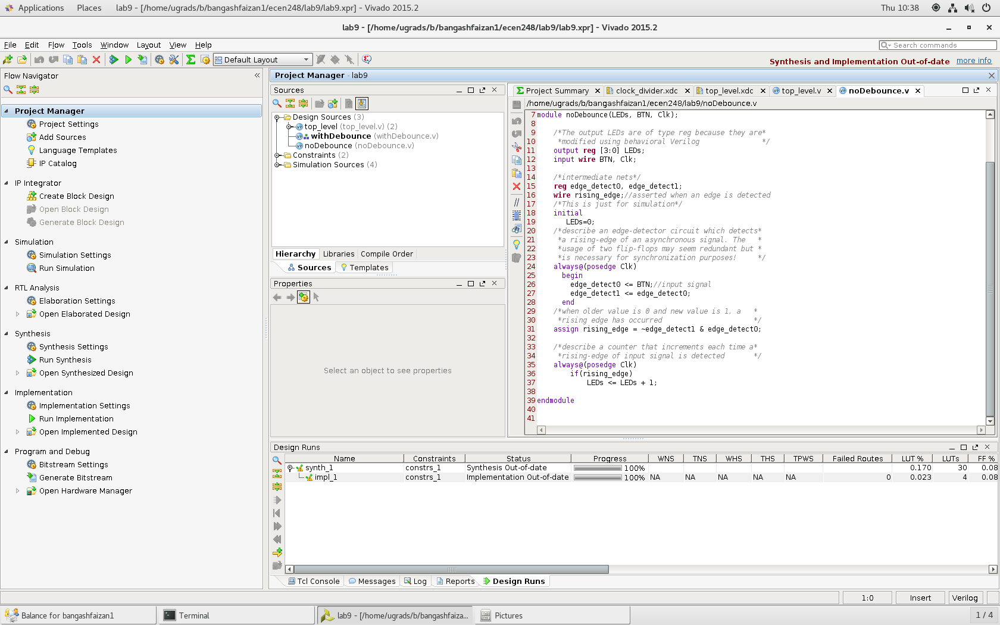 Applications Places lab9 - [/home/ugrads/b/bangashfaizan1/ecen248/lab9/lab9.xpr] - Vivado 2015.2 Thu 10:38
lab9 - [/home/ugrads/b/bangashfaizan1/ecen248/lab9/lab9.xpr] - Vivado 2015.2
File Edit Flow Tools Window Layout View Help Search commands
Default Layout Synthesis and Implementation Out-of-date more info
Flow Navigator
Project Manager
Project Settings
Add Sources
Language Templates
IP Catalog
IP Integrator
Create Block Design
Open Block Design
Generate Block Design
Simulation
Simulation Settings
Run Simulation
RTL Analysis
Elaboration Settings
Open Elaborated Design
Synthesis
Synthesis Settings
Run Synthesis
Open Synthesized Design
Implementation
Implementation Settings
Run Implementation
Open Implemented Design
Program and Debug
Bitstream Settings
Generate Bitstream
Open Hardware Manager
Project Manager - lab9
Sources
Design Sources (3)
top_level (top_level.v) (2)
withDebounce (withDebounce.v)
noDebounce (noDebounce.v)
Constraints (2)
Simulation Sources (4)
Hierarchy Libraries Compile Order
Sources Templates
Properties
Select an object to see properties
Project Summary clock_divider.xdc top_level.xdc top_level.v noDebounce.v
/home/ugrads/b/bangashfaizan1/ecen248/lab9/noDebounce.v
7 module noDebounce(LEDs, BTN, Clk);
8
9 /*The output LEDs are of type reg because they are*
10 *modified using behavioral Verilog */
11 output reg [3:0] LEDs;
12 input wire BTN, Clk;
13
14 /*intermediate nets*/
15 reg edge_detect0, edge_detect1;
16 wire rising_edge;//asserted when an edge is detected
17 /*This is just for simulation*/
18 initial
19 LEDs=0;
20 /*describe an edge-detector circuit which detects*
21 *a rising-edge of an asynchronous signal. The *
22 *usage of two flip-flops may seem redundant but *
23 *is necessary for synchronization purposes! */
24 always@(posedge Clk)
25 begin
26 edge_detect0 <= BTN;//input signal
27 edge_detect1 <= edge_detect0;
28 end
29 /*when older value is 0 and new value is 1, a *
30 *rising edge has occurred */
31 assign rising_edge = ~edge_detect1 & edge_detect0;
32
33 /*describe a counter that increments each time a*
34 *rising-edge of input signal is detected */
35 always@(posedge Clk)
36 if(rising_edge)
37 LEDs <= LEDs + 1;
38
39 endmodule
40
41
Design Runs
Name Constraints Status Progress WNS TNS WHS THS TPWS Failed Routes LUT % LUTs FF %
synth_1 constrs_1 Synthesis Out-of-date 100% 0.170 30 0.08
impl_1 constrs_1 Implementation Out-of-date 100% NA NA NA NA NA 0 0.023 4 0.08
Tcl Console Messages Log Reports Design Runs
1:0 Insert Verilog
Balance for bangashfaizan1 Terminal lab9 - [/home/ugrads/b/bangashfaiza... Pictures 1 / 4